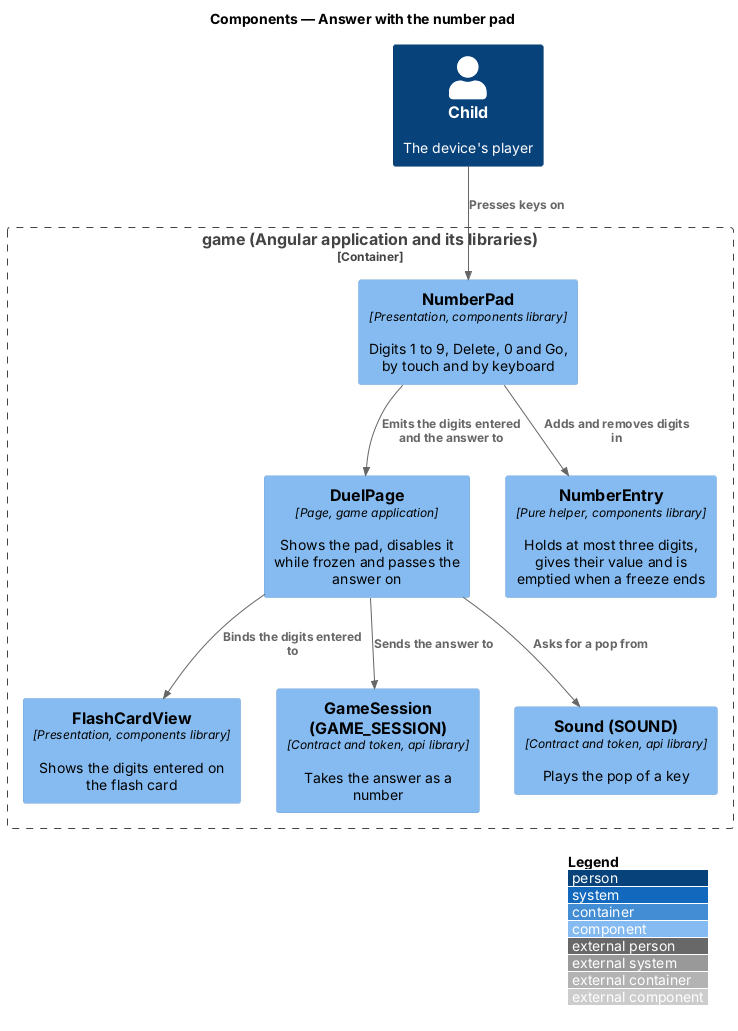 Components — Answer with the number pad
Child
The device's player
Presses keys on
game (Angular application and its libraries)
[Container]
NumberPad
[Presentation, components library]
Digits 1 to 9, Delete, 0 and Go,
by touch and by keyboard
Emits the digits entered
and the answer to
Adds and removes digits
in
DuelPage
[Page, game application]
Shows the pad, disables it
while frozen and passes the
answer on
NumberEntry
[Pure helper, components library]
Holds at most three digits,
gives their value and is
emptied when a freeze ends
Binds the digits entered
to
Sends the answer to
Asks for a pop from
FlashCardView
[Presentation, components library]
Shows the digits entered on
the flash card
GameSession
(GAME_SESSION)
[Contract and token, api library]
Takes the answer as a
number
Sound (SOUND)
[Contract and token, api library]
Plays the pop of a key
Legend
person
system
container
component
external person
external system
external container
external component